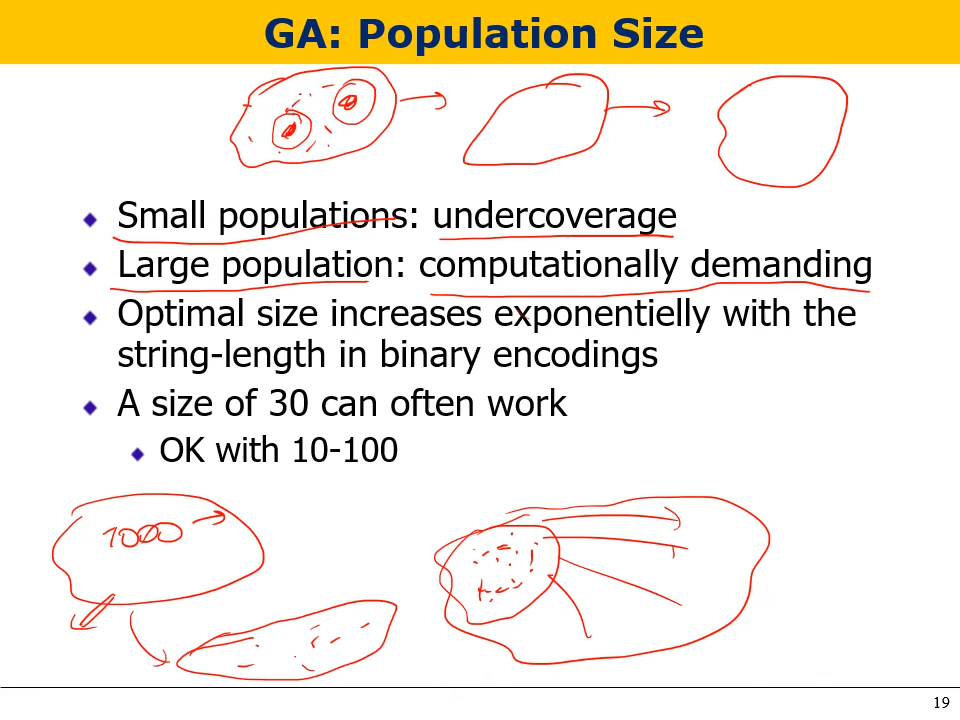 GA: Population Size
Small populations: undercoverage
Large population: computationally demanding
Optimal size increases exponentielly with the
string-length in binary encodings
A size of 30 can often work
OK with 10-100
1000
19